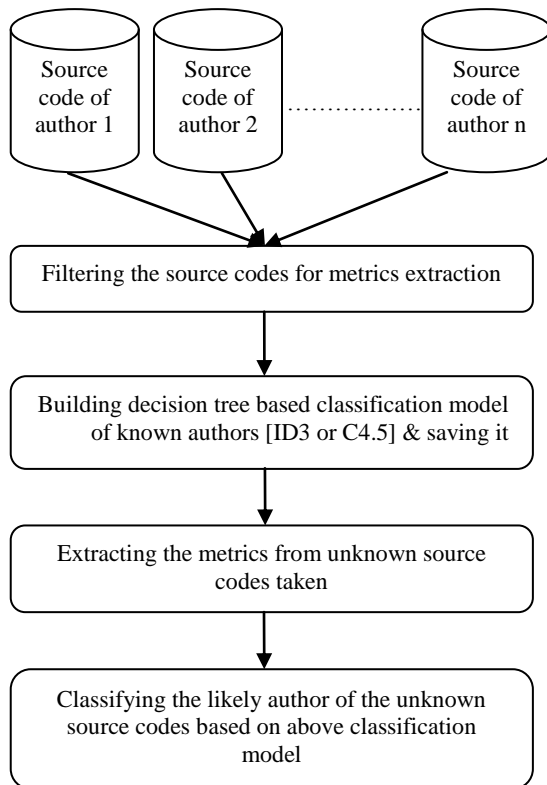 Source
code of
author 1
Source
code of
author 2
Source
code of
author n
Filtering the source codes for metrics extraction
Building decision tree based classification model
of known authors [ID3 or C4.5] & saving it
Extracting the metrics from unknown source
codes taken
Classifying the likely author of the unknown
source codes based on above classification
model